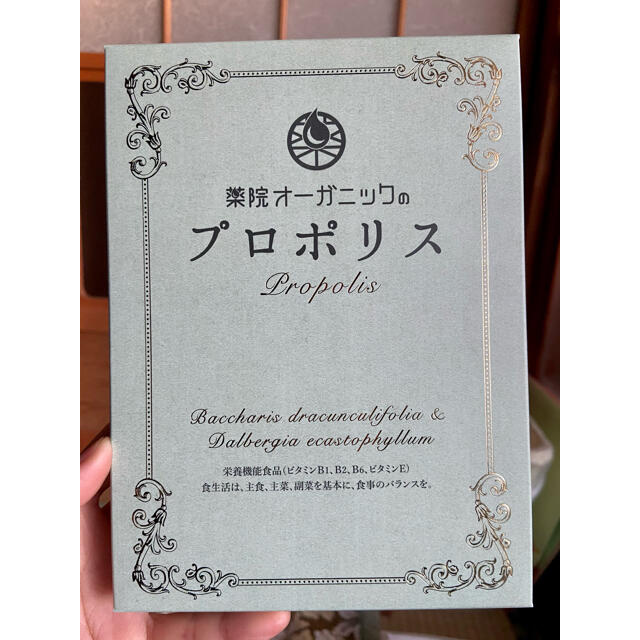 薬院オーガニックの
プロポリス
Propolis
Baccharis dracunculifolia &
Dalbergia ecastophyllum
栄養機能食品(ビタミンB1、B2、B6、ビタミンE)
食生活は、主食、主菜、副菜を基本に、食事のバランスを。